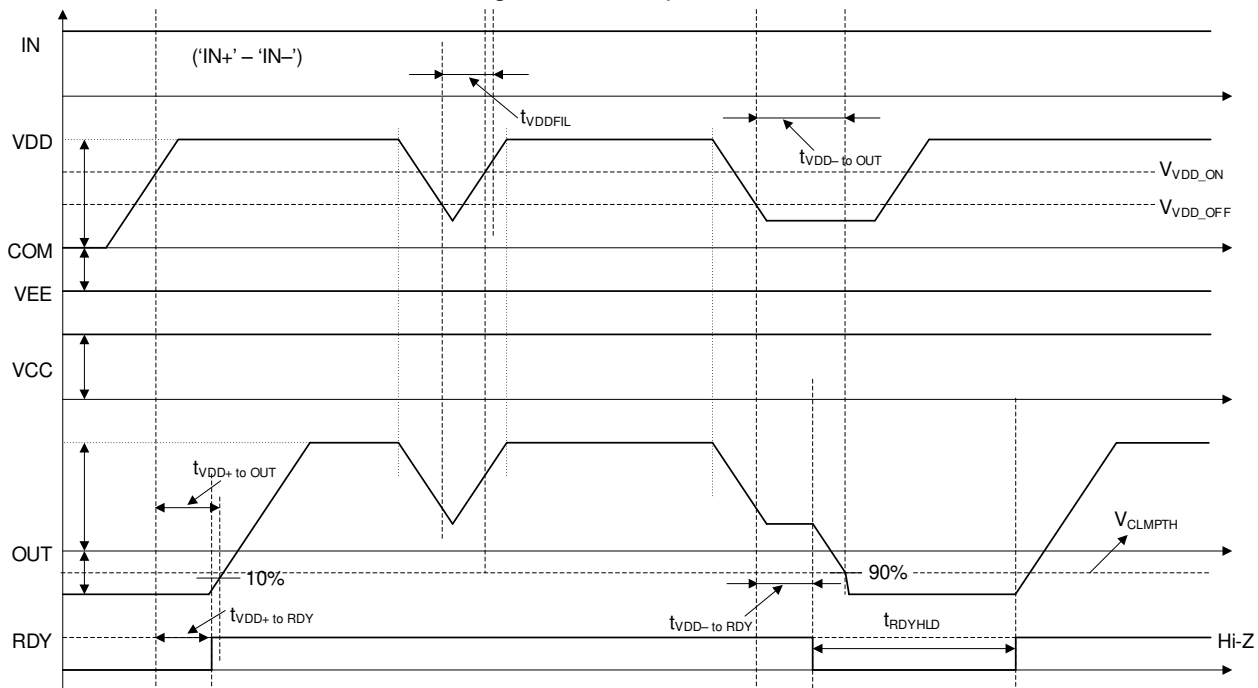 IN
('IN+' – 'IN–')
tVDDFIL
VDD
tVDD– to OUT
VVDD_ON
VVDD_OFF
COM
VEE
VCC
tVDD+ to OUT
VCLMPTH
OUT
10%
90%
tVDD+ to RDY
tVDD– to RDY
tRDYHLD
RDY
Hi-Z